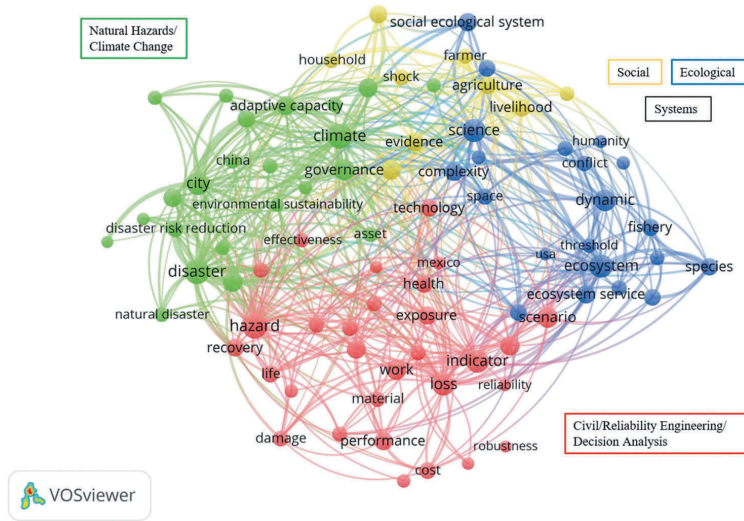 Natural Hazards/
Climate Change
social ecological system
household
farmer
shock
agriculture
Social
Ecological
adaptive capacity
livelihood
Systems
climate
science
evidence
humanity
china
governance
complexity
conflict
city
environmental sustainability
space
dynamic
technology
disaster risk reduction
effectiveness
asset
fishery
usa
threshold
disaster
mexico
ecosystem
species
health
natural disaster
ecosystem service
hazard
exposure
scenario
recovery
indicator
life
work
loss
reliability
material
damage
performance
robustness
Civil/Reliability Engineering/
Decision Analysis
cost
VOSviewer